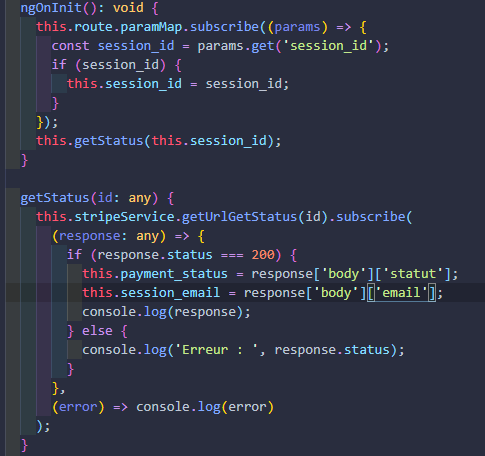 ngOnInit(): void {
this.route.paramMap.subscribe((params) => {
const session_id = params.get('session_id');
if (session_id) {
this.session_id = session_id;
}
});
this.getStatus(this.session_id);
}
getStatus(id: any) {
this.stripeService.getUrlGetStatus(id).subscribe(
(response: any) => {
if (response.status === 200) {
this.payment_status = response['body']['statut'];
this.session_email = response['body']['email'];
console.log(response);
} else {
console.log('Erreur : ', response.status);
}
},
(error) => console.log(error)
);
}